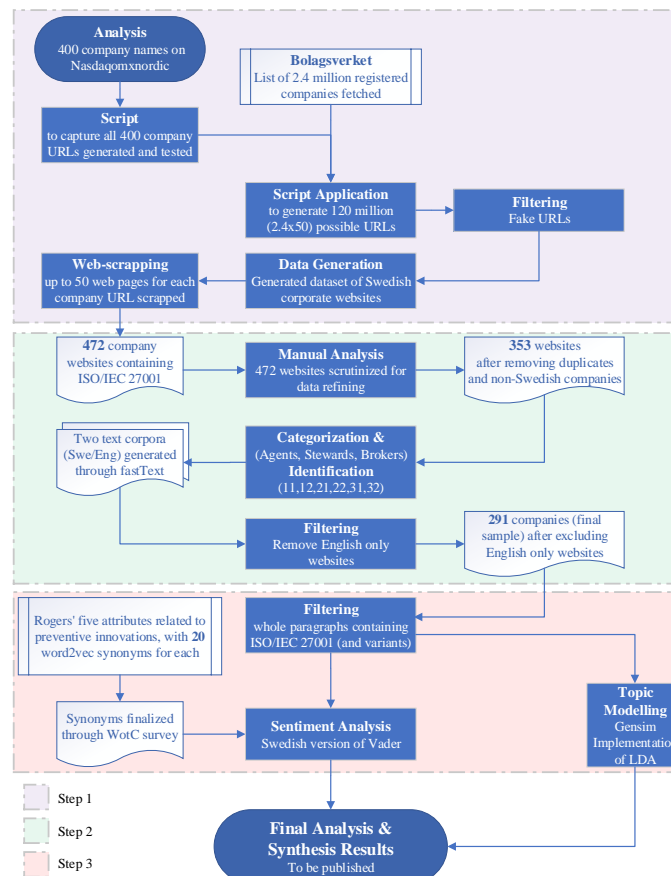 Analysis
400 company names on
Nasdaqomxnordic
Bolagsverket
List of 2.4 million registered
companies fetched
Script
to capture all 400 company
URLs generated and tested
Script Application
to generate 120 million
(2.4x50) possible URLs
Filtering
Fake URLs
Web-scrapping
up to 50 web pages for each
company URL scrapped
Data Generation
Generated dataset of Swedish
corporate websites
472 company
websites containing
ISO/IEC 27001
Manual Analysis
472 websites scrutinized for
data refining
353 websites
after removing duplicates
and non-Swedish companies
Two text corpora
(Swe/Eng) generated
through fastText
Categorization &
(Agents, Stewards, Brokers)
Identification
(11,12,21,22,31,32)
Filtering
Remove English only
websites
291 companies (final
sample) after excluding
English only websites
Rogers' five attributes related to
preventive innovations, with 20
word2vec synonyms for each
Filtering
whole paragraphs containing
ISO/IEC 27001 (and variants)
Synonyms finalized
through WotC survey
Sentiment Analysis
Swedish version of Vader
Topic
Modelling
Gensim
Implementation
of LDA
Step 1
Step 2
Step 3
Final Analysis &
Synthesis Results
To be published